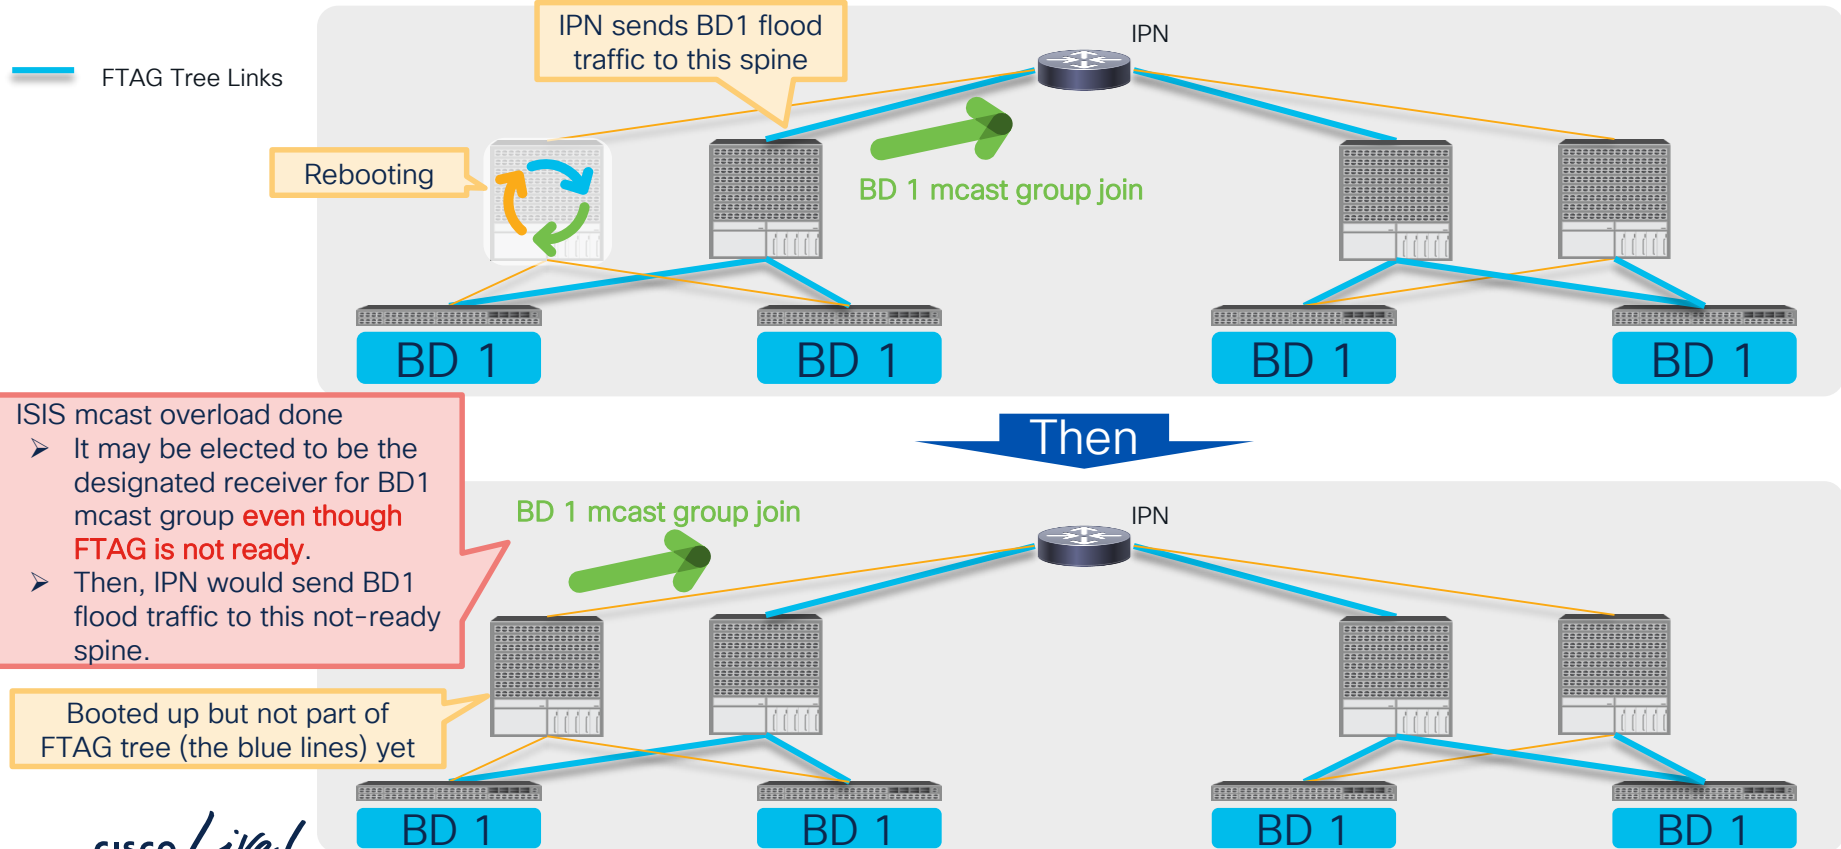 IPN sends BD1 flood
traffic to this spine
IPN
FTAG Tree Links
Rebooting
BD 1 mcast group join
BD 1
BD 1
BD 1
BD 1
ISIS mcast overload done
➢ It may be elected to be the
designated receiver for BD1
mcast group even though
FTAG is not ready.
➢ Then, IPN would send BD1
flood traffic to this not-ready
spine.
Then
BD 1 mcast group join
IPN
Booted up but not part of
FTAG tree (the blue lines) yet
BD 1
BD 1
BD 1
BD 1
CISCO Live!